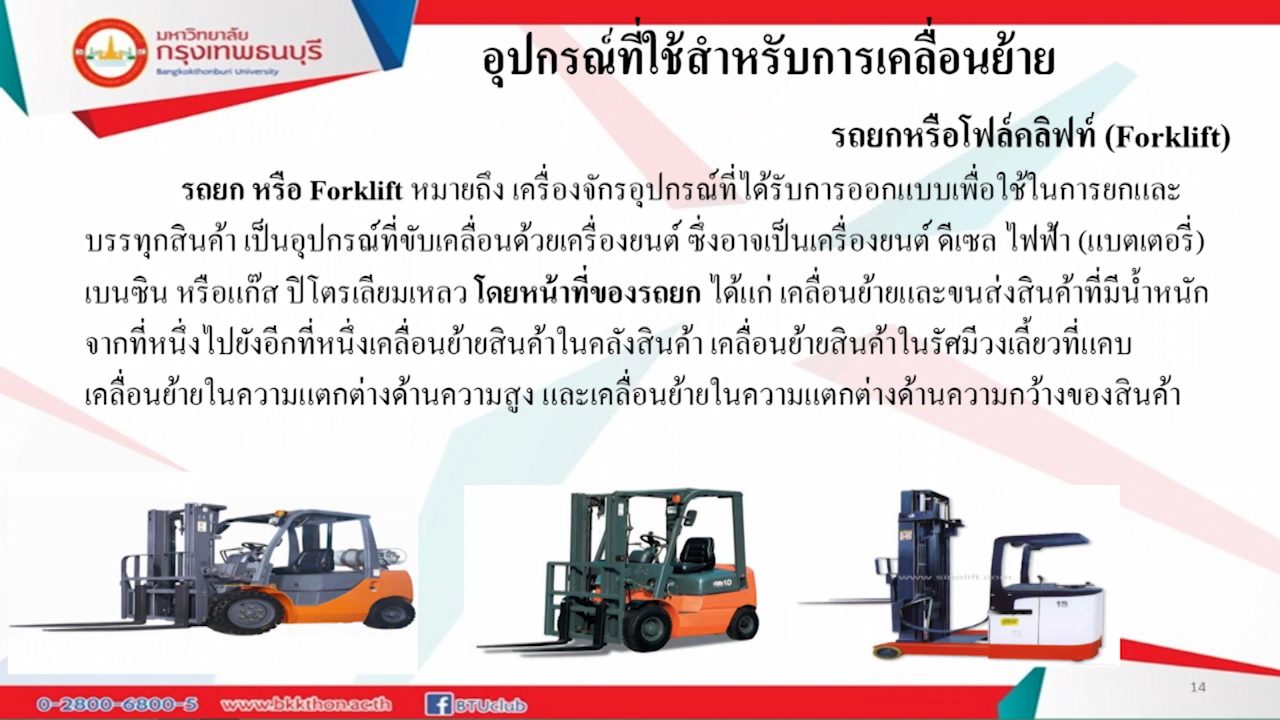 มหาวิทยาลัย
กรุงเทพธนบุรี
Bangkokthonburi University
อุปกรณ์ที่ใช้สำหรับการเคลื่อนย้าย
รถยกหรือโฟล์คลิฟท์ (Forklift)
รถยก หรือ Forklift หมายถึง เครื่องจักรอุปกรณ์ที่ได้รับการออกแบบเพื่อใช้ในการยกและ
บรรทุกสินค้า เป็นอุปกรณ์ที่ขับเคลื่อนด้วยเครื่องยนต์ ซึ่งอาจเป็นเครื่องยนต์ ดีเซล ไฟฟ้า (แบตเตอรี่)
เบนซิน หรือแก๊ส ปิโตรเลียมเหลว โดยหน้าที่ของรถยก ได้แก่ เคลื่อนย้ายและขนส่งสินค้าที่มีน้ำหนัก
จากที่หนึ่งไปยังอีกที่หนึ่งเคลื่อนย้ายสินค้าในคลังสินค้า เคลื่อนย้ายสินค้าในรัศมีวงเลี้ยวที่แคบ
เคลื่อนย้ายในความแตกต่างด้านความสูง และเคลื่อนย้ายในความแตกต่างด้านความกว้างของสินค้า
www.sinolift.com
15
0-2800-6800-5 www.bkkthon.ac.th BTUclub
14